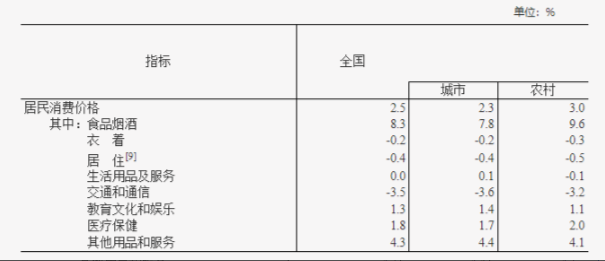 单位：%
指标 全国
城市 农村
居民消费价格 2.5 2.3 3.0
其中：食品烟酒 8.3 7.8 9.6
衣 着 -0.2 -0.2 -0.3
居 住[9] -0.4 -0.4 -0.5
生活用品及服务 0.0 0.1 -0.1
交通和通信 -3.5 -3.6 -3.2
教育文化和娱乐 1.3 1.4 1.1
医疗保健 1.8 1.7 2.0
其他用品和服务 4.3 4.4 4.1